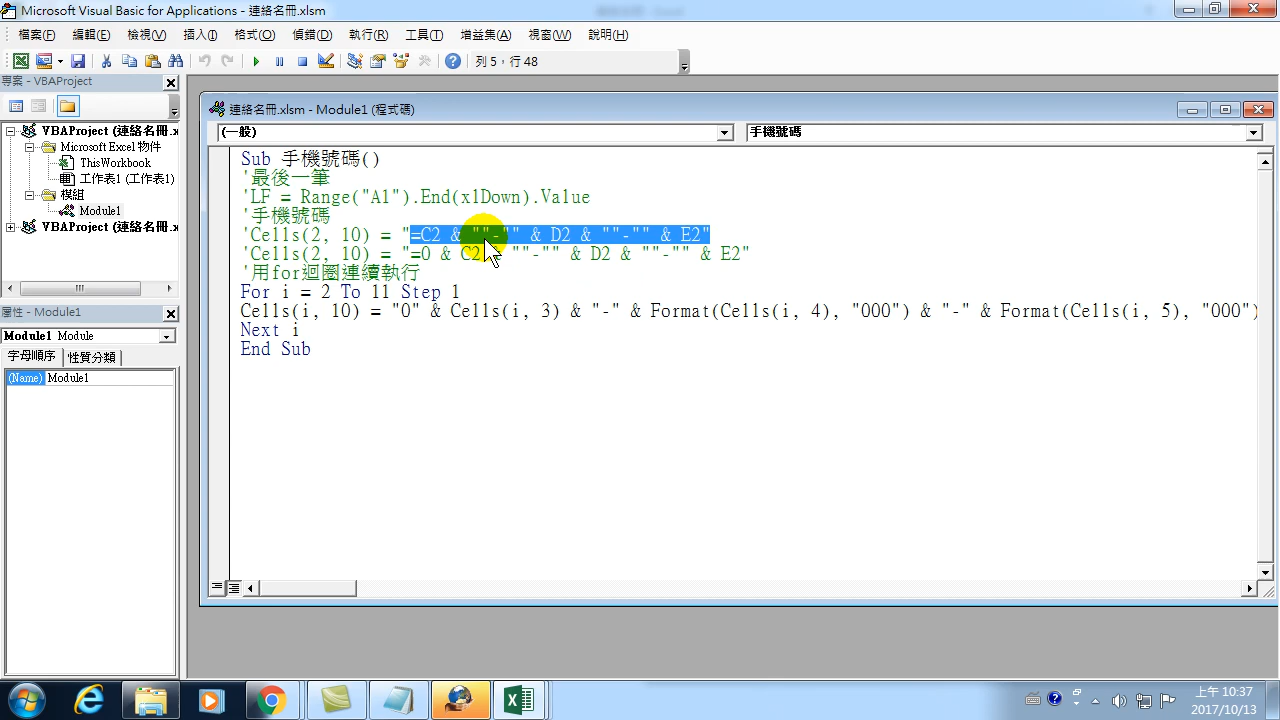 Microsoft Visual Basic for Applications - 連絡名冊.xlsm
檔案(F) 編輯(E) 檢視(V) 插入(I) 格式(O) 偵錯(D) 執行(R) 工具(T) 增益集(A) 視窗(W) 說明(H)
列 5，行 48
專案 - VBAProject
VBAProject (連絡名冊.x
Microsoft Excel 物件
ThisWorkbook
工作表1 (工作表1)
模組
Module1
VBAProject (連絡名冊.x
屬性 - Module1
Module1 Module
字母順序 性質分類
(Name) Module1
連絡名冊.xlsm - Module1 (程式碼)
(一般) 手機號碼
Sub 手機號碼()
'最後一筆
'LF = Range("A1").End(xlDown).Value
'手機號碼
'Cells(2, 10) = "=C2 & ""-"" & D2 & ""-"" & E2"
'Cells(2, 10) = "=0 & C2 & ""-"" & D2 & ""-"" & E2"
'用for迴圈連續執行
For i = 2 To 11 Step 1
Cells(i, 10) = "0" & Cells(i, 3) & "-" & Format(Cells(i, 4), "000") & "-" & Format(Cells(i, 5), "000")
Next i
End Sub
上午 10:37
2017/10/13